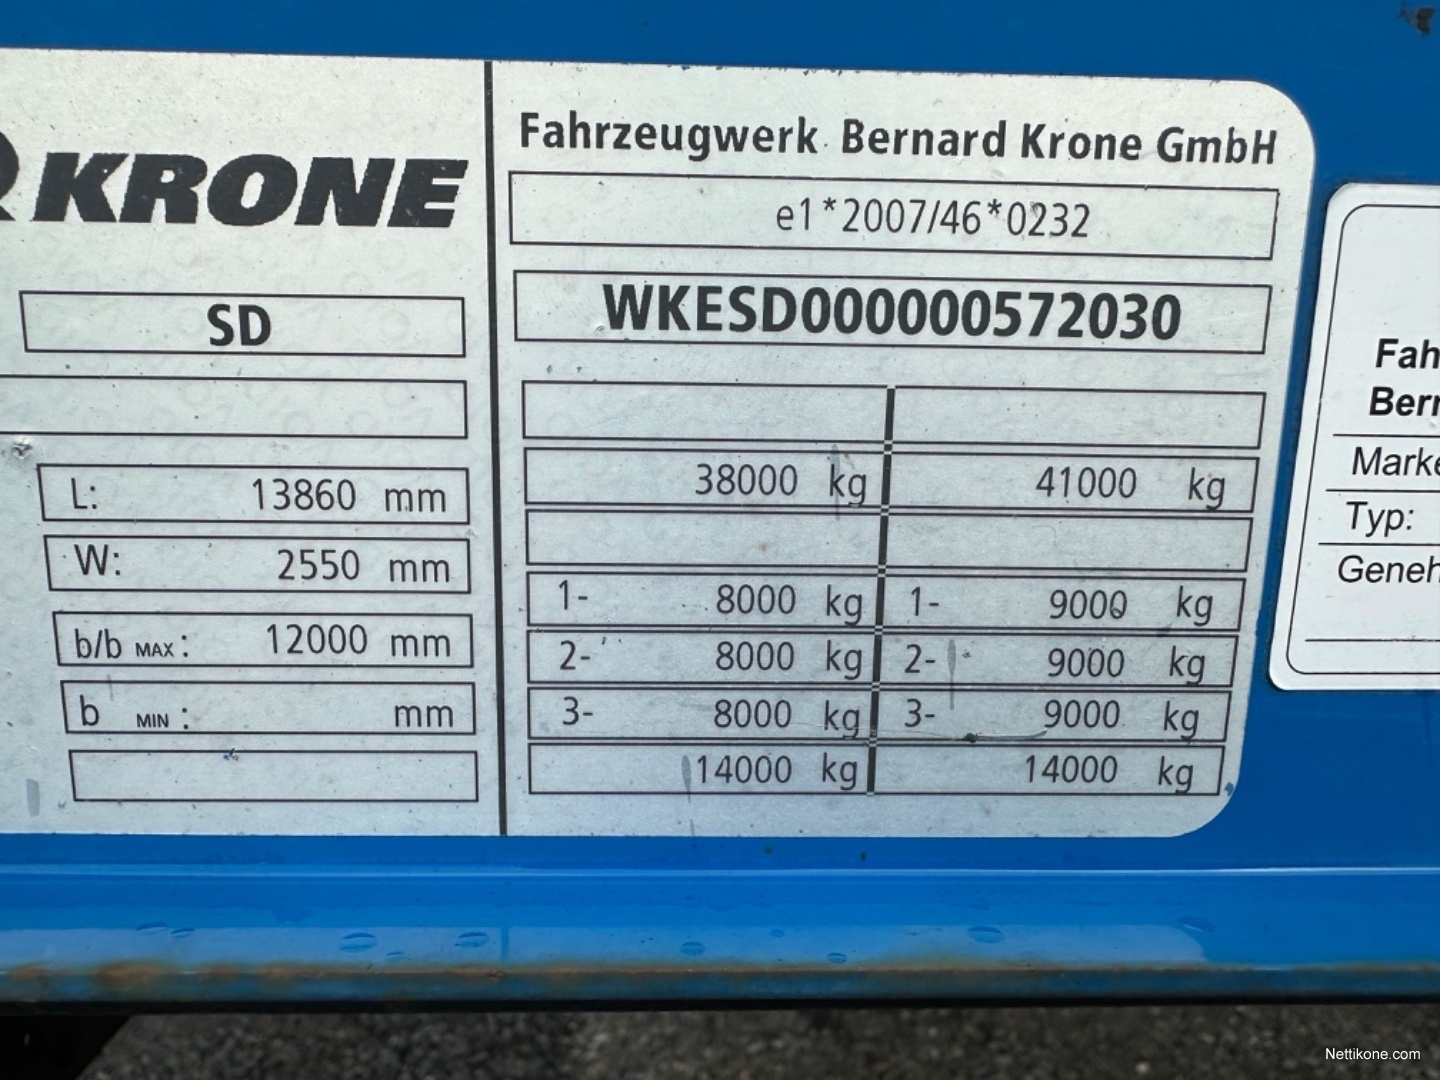 KRONE
SD
L: 13860 mm
W: 2550 mm
b/b MAX: 12000 mm
b MIN: mm
Fahrzeugwerk Bernard Krone GmbH
e1*2007/46*0232
WKESD000000572030
38000 kg 41000 kg
1- 8000 kg 1- 9000 kg
2- 8000 kg 2- 9000 kg
3- 8000 kg 3- 9000 kg
14000 kg 14000 kg
Fah
Bern
Marke
Typ:
Geneh
Nettikone.com